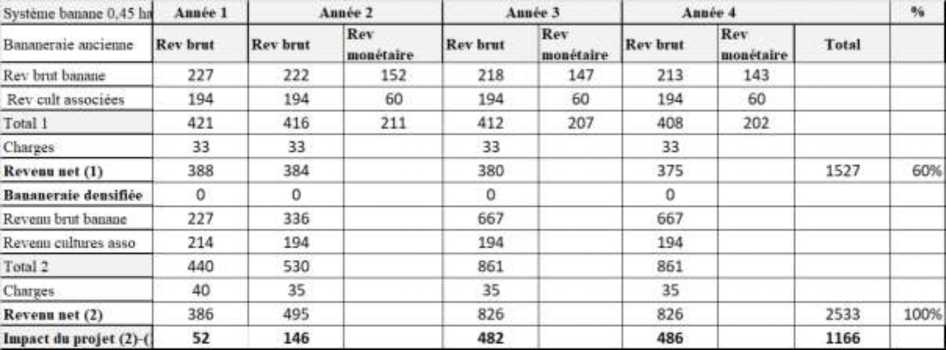 Système banane 0,45 ha Année 1 Année 2 Année 3 Année 4 %
Bananeraie ancienne Rev brut Rev brut Rev monétaire Rev brut Rev monétaire Rev brut Rev monétaire Total
Rev brut banane 227 222 152 218 147 213 143
Rev cult associées 194 194 60 194 60 194 60
Total 1 421 416 211 412 207 408 202
Charges 33 33 33 33
Revenu net (1) 388 384 380 375 1527 60%
Bananeraie densifiée 0 0 0 0
Revenu brut banane 227 336 667 667
Revenu cultures asso 214 194 194 194
Total 2 440 530 861 861
Charges 40 35 35 35
Revenu net (2) 386 495 826 826 2533 100%
Impact du projet (2)-( 52 146 482 486 1166